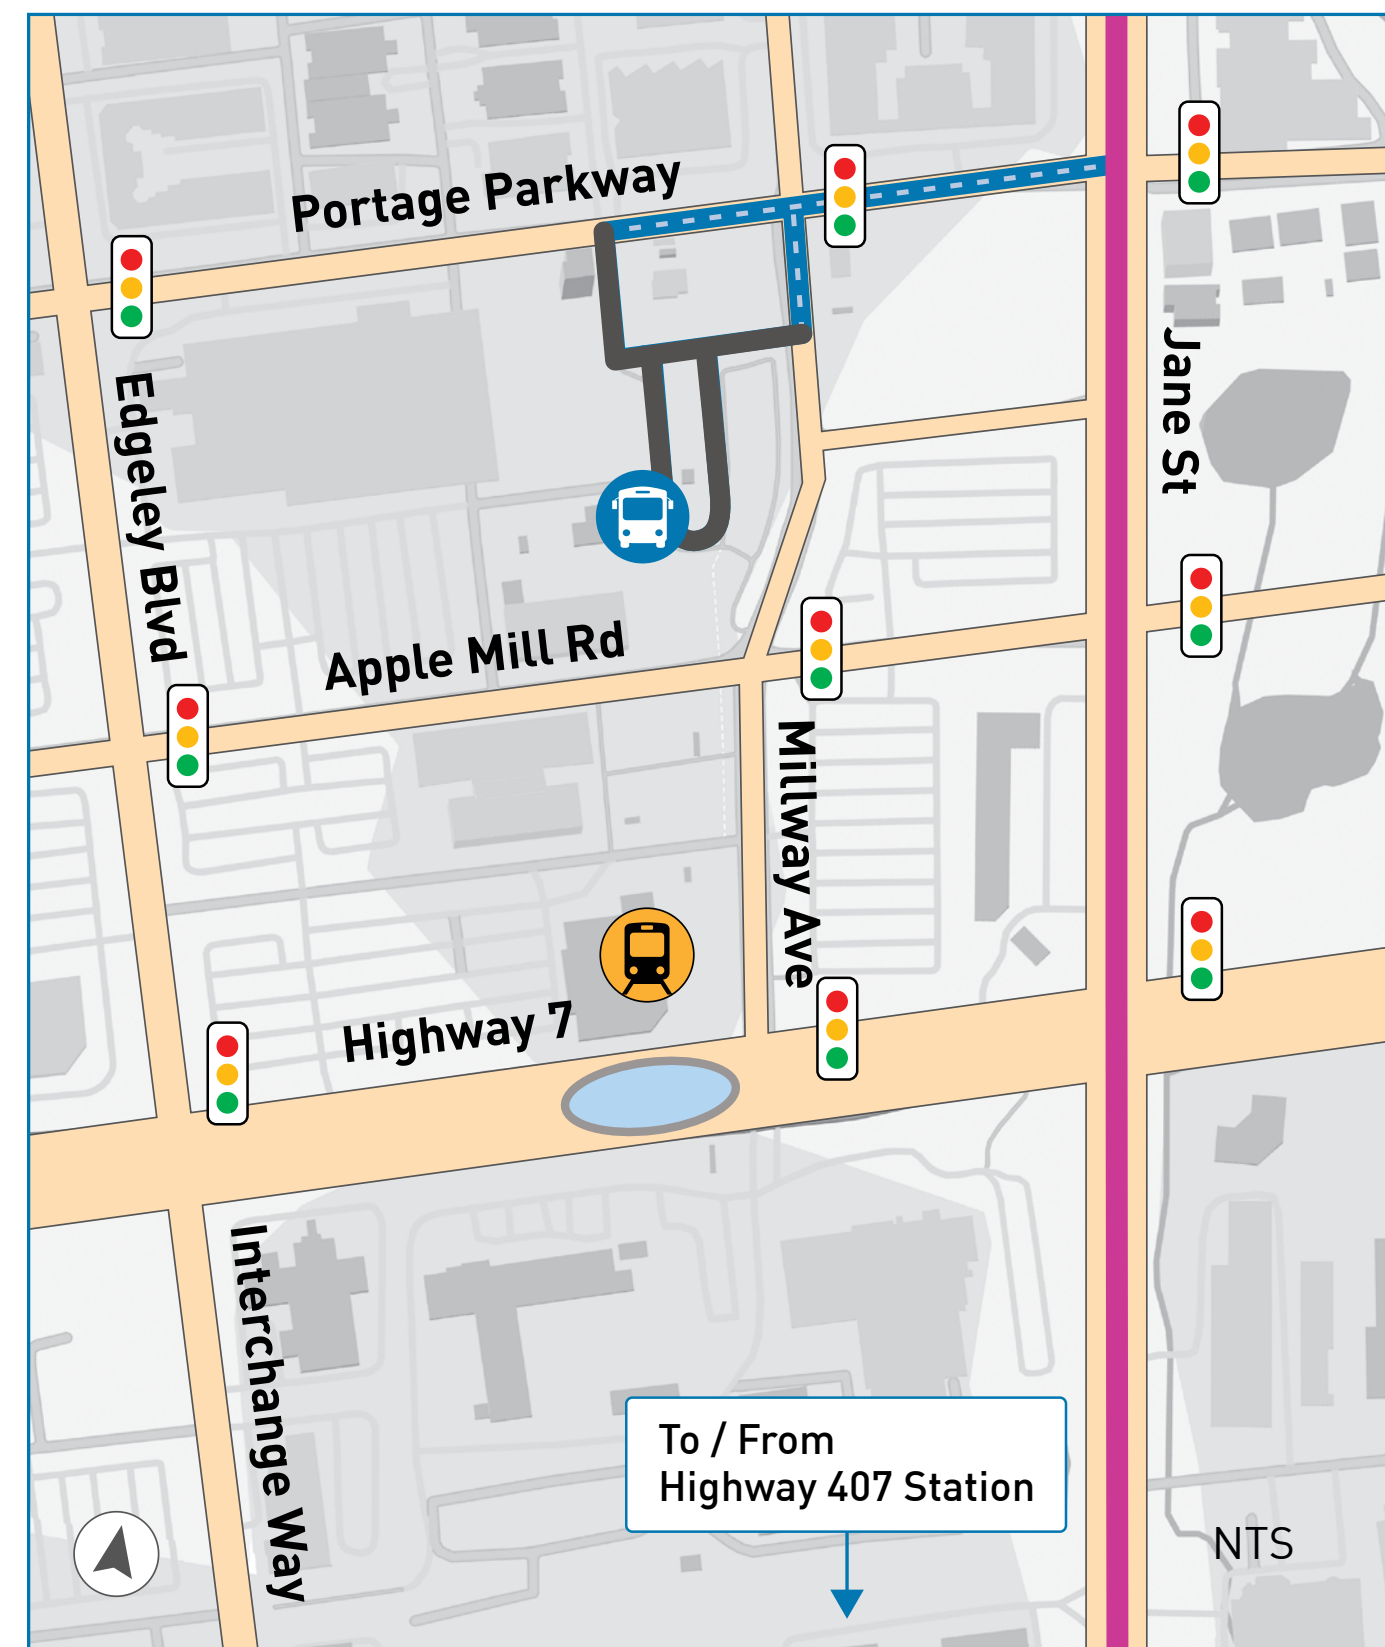 Portage Parkway
Jane St
Edgeley Blvd
Apple Mill Rd
Millway Ave
Highway 7
Interchange Way
To / From
Highway 407 Station
NTS